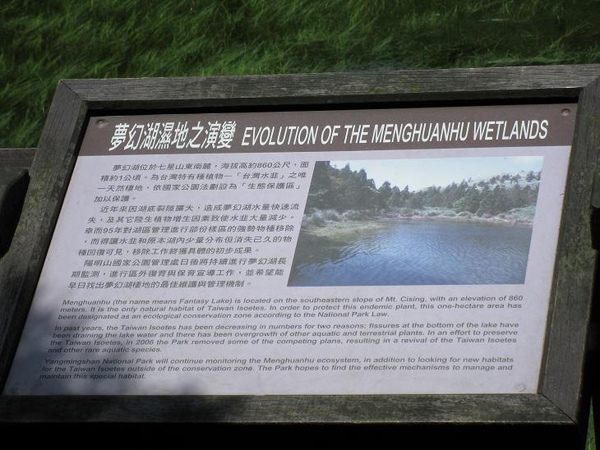 夢幻湖濕地之演變 EVOLUTION OF THE MENGHUANHU WETLANDS
夢幻湖位於七星山東南麓，海拔高約860公尺，面
積約1公頃。為台灣特有種植物—「台灣水韭」之唯
一天然棲地，依國家公園法劃設為「生態保護區」
加以保護。
近年來因湖底裂隙擴大，造成夢幻湖水量快速流
失，及其它陸生植物增生因素致使水韭大量減少。
幸而95年對湖區管理進行部份棲區的強勢物種移除
，而得讓水韭和原本湖內少量分布但消失已久的物
種回復可見，移除工作終獲具體的初步成果。
陽明山國家公園管理處日後將持續進行夢幻湖長
期監測，進行區外復育與保育宣導工作，並希望能
早日找出夢幻湖棲地的最佳維護與管理機制。
Menghuanhu (the name means Fantasy Lake) is located on the southeastern slope of Mt. Cising, with an elevation of 860
meters. It is the only natural habitat of Taiwan Isoetes. In order to protect this endemic plant, this one-hectare area has
been designated as an ecological conservation zone according to the National Park Law.
In past years, the Taiwan Isoetes has been decreasing in numbers for two reasons: fissures at the bottom of the lake have
been draining the lake water and there has been overgrowth of other aquatic and terrestrial plants. In an effort to preserve
the Taiwan Isoetes, in 2006 the Park removed some of the competing plans, resulting in a revival of the Taiwan Isoetes
and other rare aquatic species.
Yangmingshan National Park will continue monitoring the Menghuanhu ecosystem, in addition to looking for new habitats
for the Taiwan Isoetes outside of the conservation zone. The Park hopes to find the effective mechanisms to manage and
maintain this special habitat.